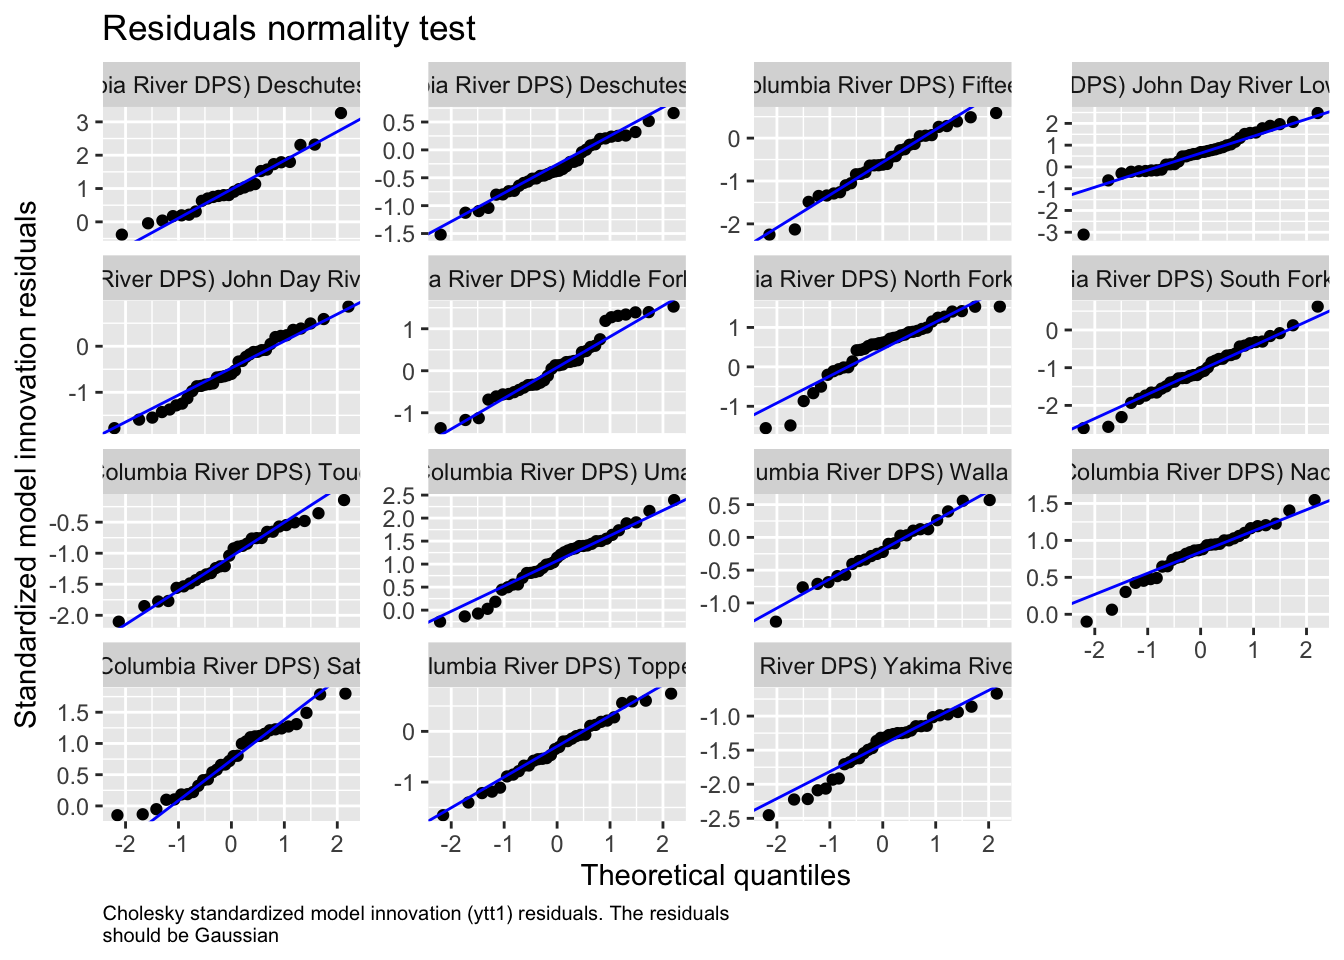 Residuals normality test
bia River DPS) Deschutes
bia River DPS) Deschutes
olumbia River DPS) Fiftee
DPS) John Day River Low
3
2
1
0
0.5
0.0
-0.5
-1.0
-1.5
0
-1
-2
2
1
0
-1
-2
-3
River DPS) John Day Riv
a River DPS) Middle Fork
ia River DPS) North Fork
ia River DPS) South Fork
0
-1
1
0
-1
1
0
-1
0
-1
-2
Columbia River DPS) Touc
Columbia River DPS) Uma
umbia River DPS) Walla
Columbia River DPS) Nac
-0.5
-1.0
-1.5
-2.0
2.5
2.0
1.5
1.0
0.5
0.0
0.5
0.0
-0.5
-1.0
1.5
1.0
0.5
0.0
-2 -1 0 1 2
Columbia River DPS) Sat
lumbia River DPS) Toppe
River DPS) Yakima Rive
1.5
1.0
0.5
0.0
0
-1
-1.0
-1.5
-2.0
-2.5
-2 -1 0 1 2
-2 -1 0 1 2
-2 -1 0 1 2
Standardized model innovation residuals
Theoretical quantiles
Cholesky standardized model innovation (ytt1) residuals. The residuals
should be Gaussian